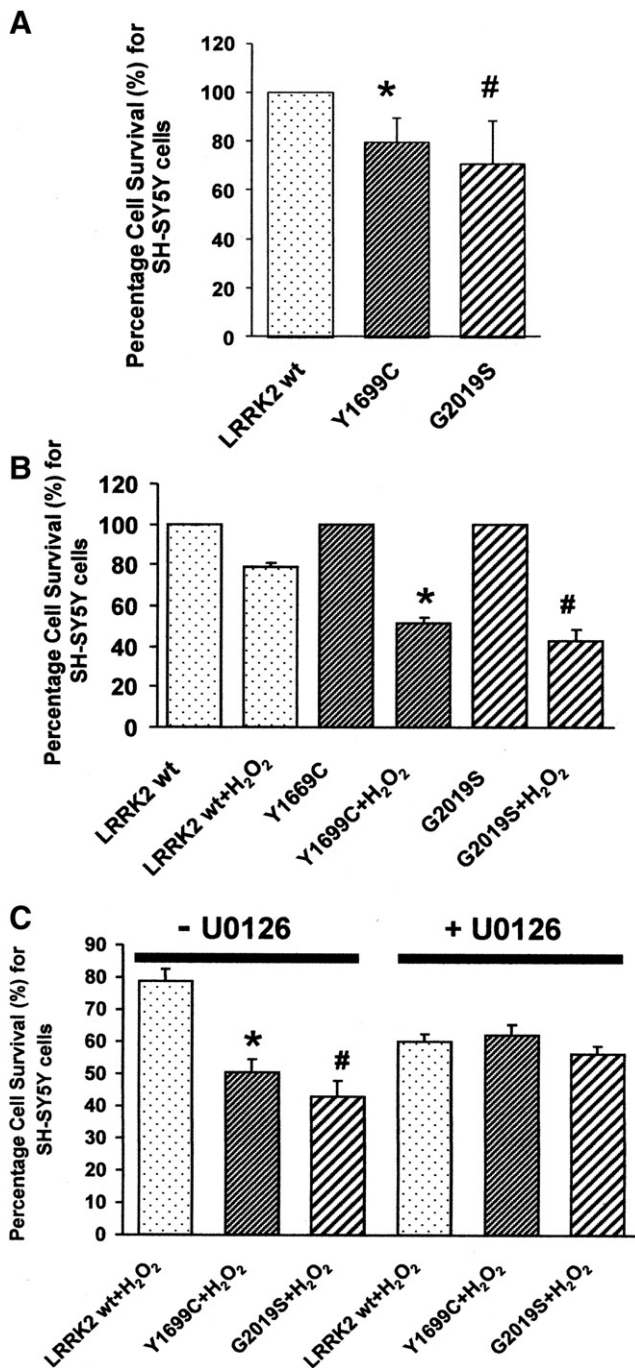 A
Percentage Cell Survival (%) for
SH-SY5Y cells
120
100
80
60
40
20
0
*
#
LRRK2 wt
Y1699C
G2019S
B
Percentage Cell Survival (%) for
SH-SY5Y cells
120
100
80
60
40
20
0
*
#
LRRK2 wt
LRRK2 wt+H₂O₂
Y1669C
Y1699C+H₂O₂
G2019S
G2019S+H₂O₂
C
- U0126
+ U0126
Percentage Cell Survival (%) for
SH-SY5Y cells
90
80
70
60
50
40
30
20
10
0
*
#
LRRK2 wt+H₂O₂
Y1699C+H₂O₂
G2019S+H₂O₂
LRRK2 wt+H₂O₂
Y1699C+H₂O₂
G2019S+H₂O₂